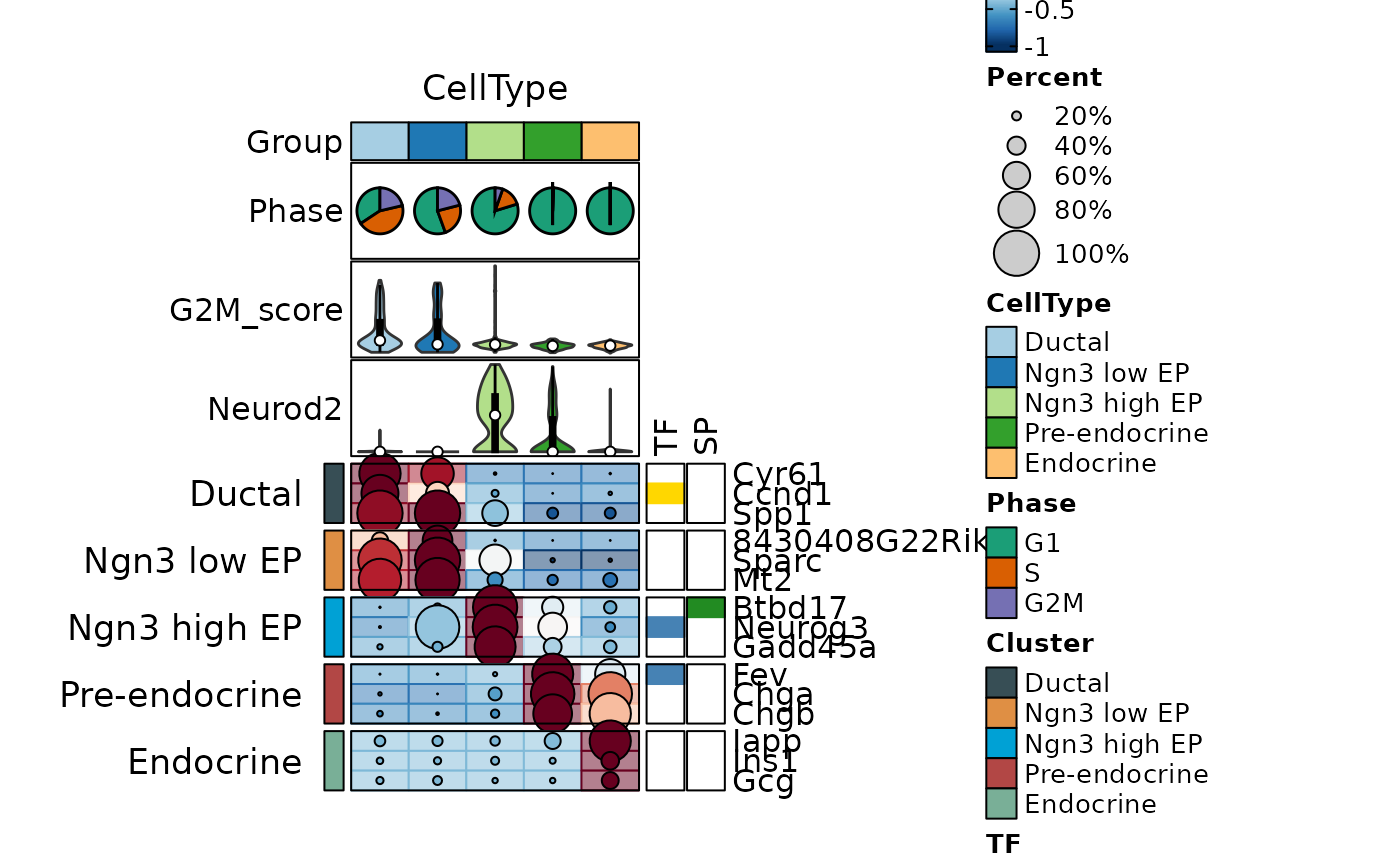 CellType
Group
Phase
G2M_score
Neurod2
TF
SP
Ductal
Ngn3 low EP
Ngn3 high EP
Pre-endocrine
Endocrine
Cyr61
Ccnd1
Spp1
8430408G22Rik
Sparc
Mt2
Btbd17
Neurog3
Gadd45a
Fev
Chga
Chgb
Iapp
Ins1
Gcg
-0.5
-1
Percent
20%
40%
60%
80%
100%
CellType
Ductal
Ngn3 low EP
Ngn3 high EP
Pre-endocrine
Endocrine
Phase
G1
S
G2M
Cluster
Ductal
Ngn3 low EP
Ngn3 high EP
Pre-endocrine
Endocrine
TF